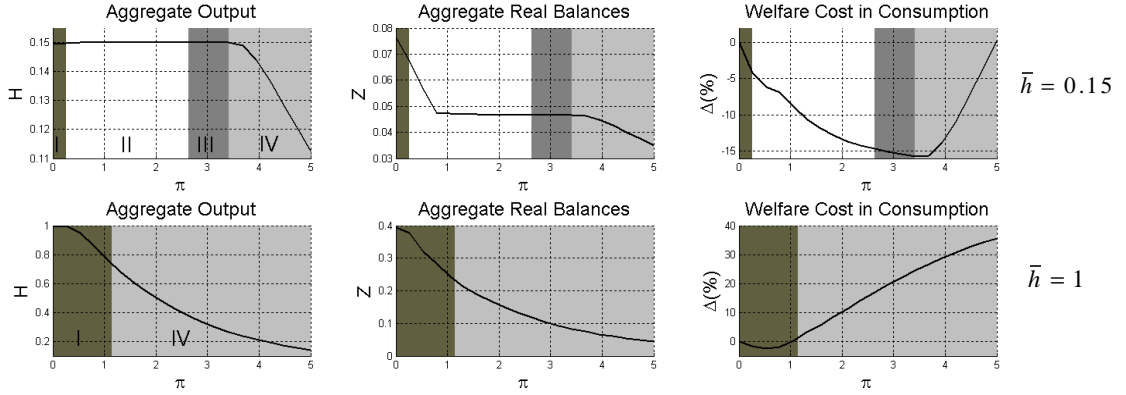 Aggregate Output
0.15
0.14
0.13
0.12
0.11
H
I
II
III
IV
0
1
2
3
4
5
π
Aggregate Real Balances
0.08
0.07
0.06
0.05
0.04
0.03
Z
0
1
2
3
4
5
π
Welfare Cost in Consumption
0
-5
-10
-15
Δ(%)
0
1
2
3
4
5
π
h̄ = 0.15
Aggregate Output
1
0.8
0.6
0.4
0.2
H
I
IV
0
1
2
3
4
5
π
Aggregate Real Balances
0.4
0.3
0.2
0.1
0
Z
0
1
2
3
4
5
π
Welfare Cost in Consumption
40
30
20
10
0
Δ(%)
0
1
2
3
4
5
π
h̄ = 1